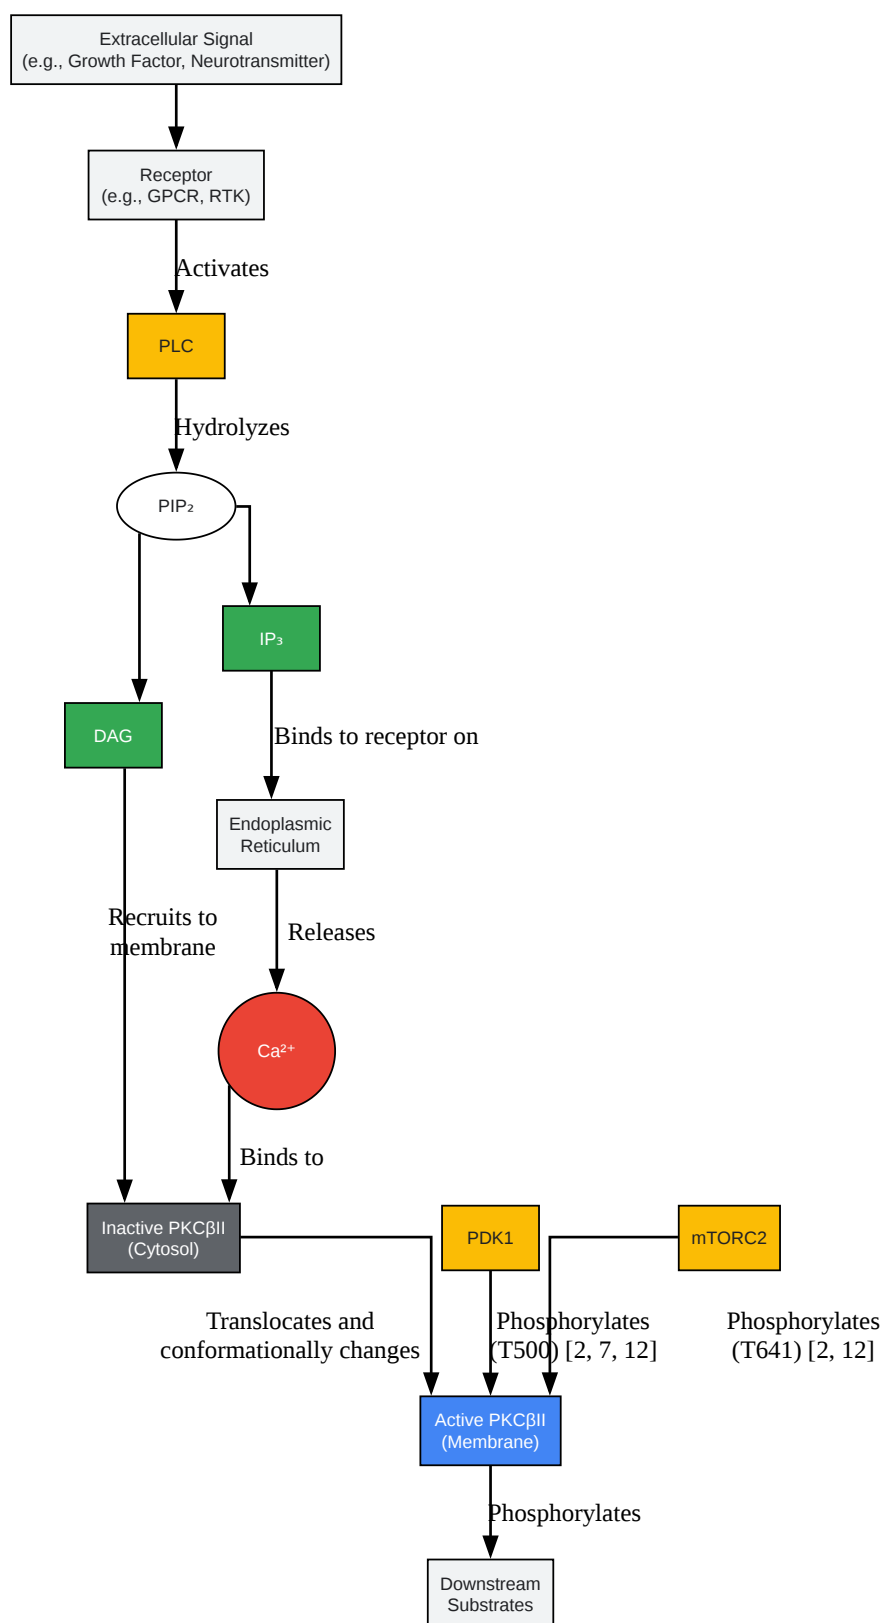 Extracellular Signal
(e.g., Growth Factor, Neurotransmitter)
Receptor
(e.g., GPCR, RTK)
Activates
PLC
Hydrolyzes
PIP₂
IP₃
DAG
Binds to receptor on
Endoplasmic
Reticulum
Recruits to
membrane
Releases
Ca²⁺
Binds to
Inactive PKCβII
(Cytosol)
PDK1
mTORC2
Translocates and
conformationally changes
Phosphorylates
(T500) [2, 7, 12]
Phosphorylates
(T641) [2, 12]
Active PKCβII
(Membrane)
Phosphorylates
Downstream
Substrates